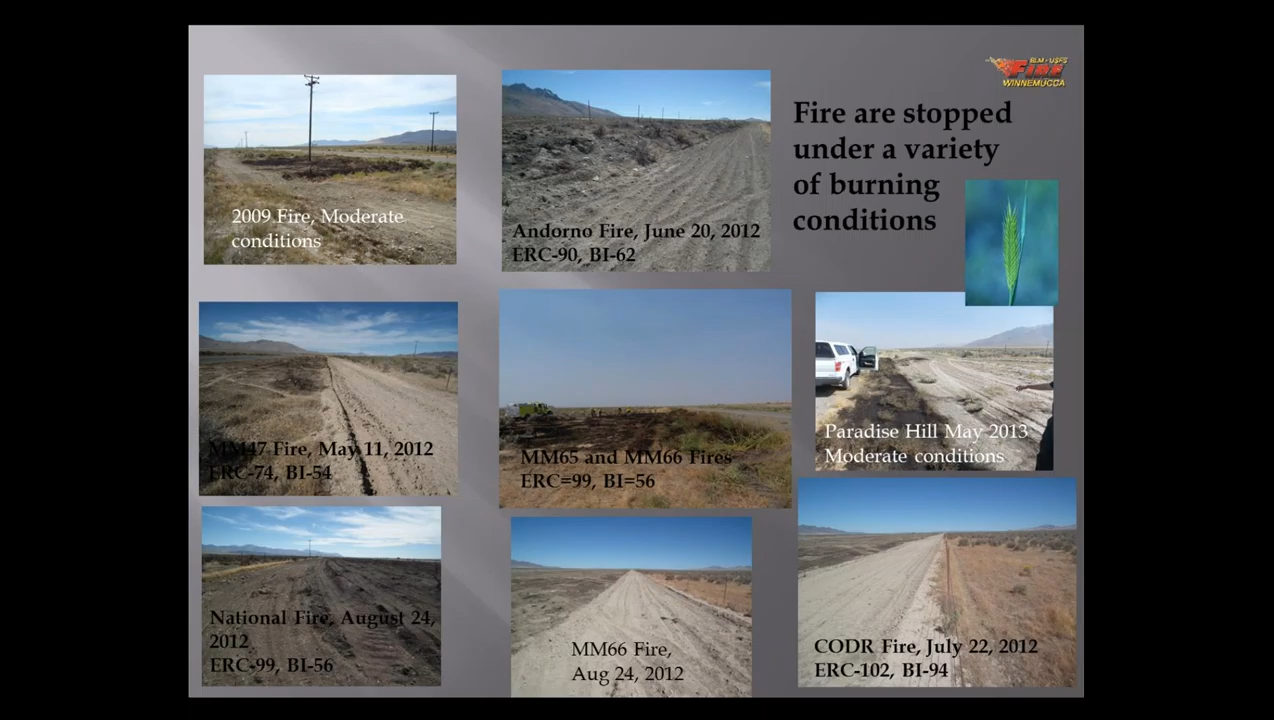 BLM - USFS
FIRE
WINNEMUCCA
Fire are stopped
under a variety
of burning
conditions
2009 Fire, Moderate
conditions
Andorno Fire, June 20, 2012
ERC-90, BI-62
MM47 Fire, May 11, 2012
ERC-74, BI-54
MM65 and MM66 Fires
ERC=99, BI=56
Paradise Hill May 2013
Moderate conditions
National Fire, August 24,
2012
ERC-99, BI-56
MM66 Fire,
Aug 24, 2012
CODR Fire, July 22, 2012
ERC-102, BI-94